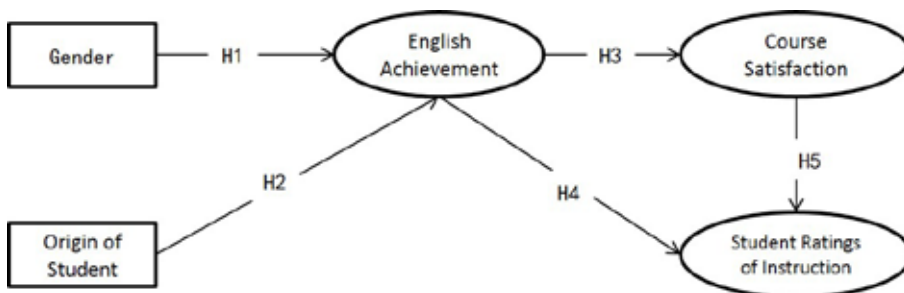 Gender
H1
English
Achievement
H3
Course
Satisfaction
H2
H4
H5
Origin of
Student
Student Ratings
of Instruction